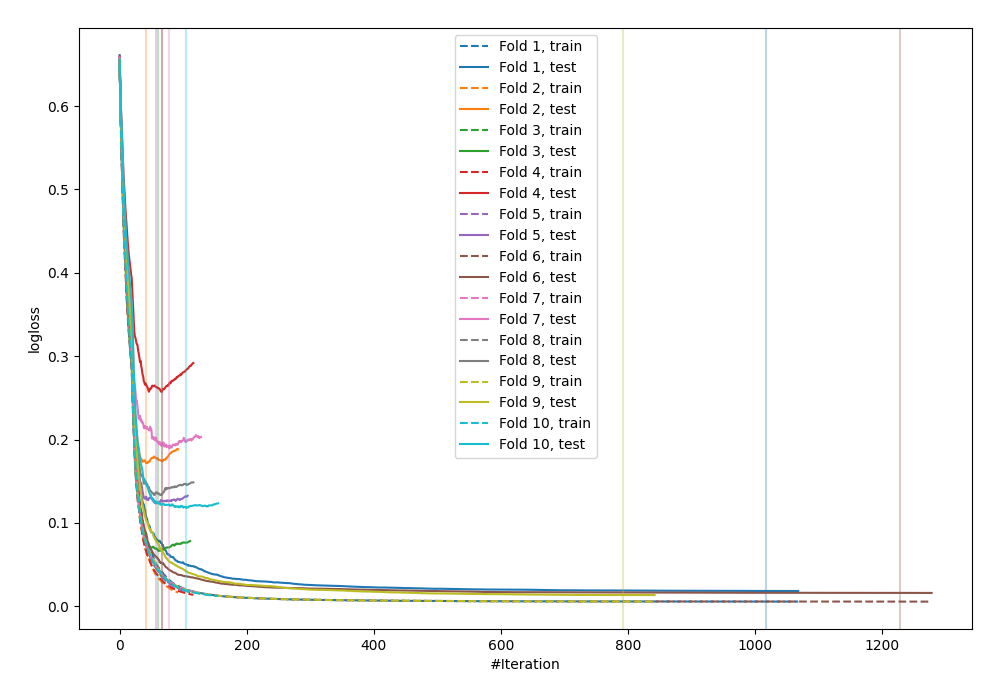 Fold 1, train
Fold 1, test
Fold 2, train
Fold 2, test
Fold 3, train
Fold 3, test
Fold 4, train
Fold 4, test
Fold 5, train
Fold 5, test
Fold 6, train
Fold 6, test
Fold 7, train
Fold 7, test
Fold 8, train
Fold 8, test
Fold 9, train
Fold 9, test
Fold 10, train
Fold 10, test
logloss
0.6
0.5
0.4
0.3
0.2
0.1
0.0
0 200 400 600 800 1000 1200
#Iteration